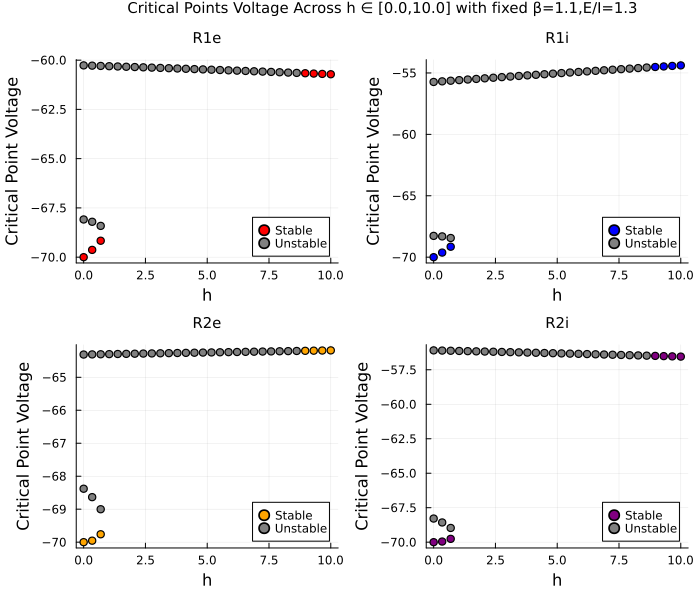 Critical Points Voltage Across h ∈ [0.0,10.0] with fixed β=1.1,E/I=1.3
R1e
Critical Point Voltage
−60.0
−62.5
−65.0
−67.5
−70.0
Stable
Unstable
0.0 2.5 5.0 7.5 10.0
h
R1i
Critical Point Voltage
−55
−60
−65
−70
Stable
Unstable
0.0 2.5 5.0 7.5 10.0
h
R2e
Critical Point Voltage
−65
−66
−67
−68
−69
−70
Stable
Unstable
0.0 2.5 5.0 7.5 10.0
h
R2i
Critical Point Voltage
−57.5
−60.0
−62.5
−65.0
−67.5
−70.0
Stable
Unstable
0.0 2.5 5.0 7.5 10.0
h